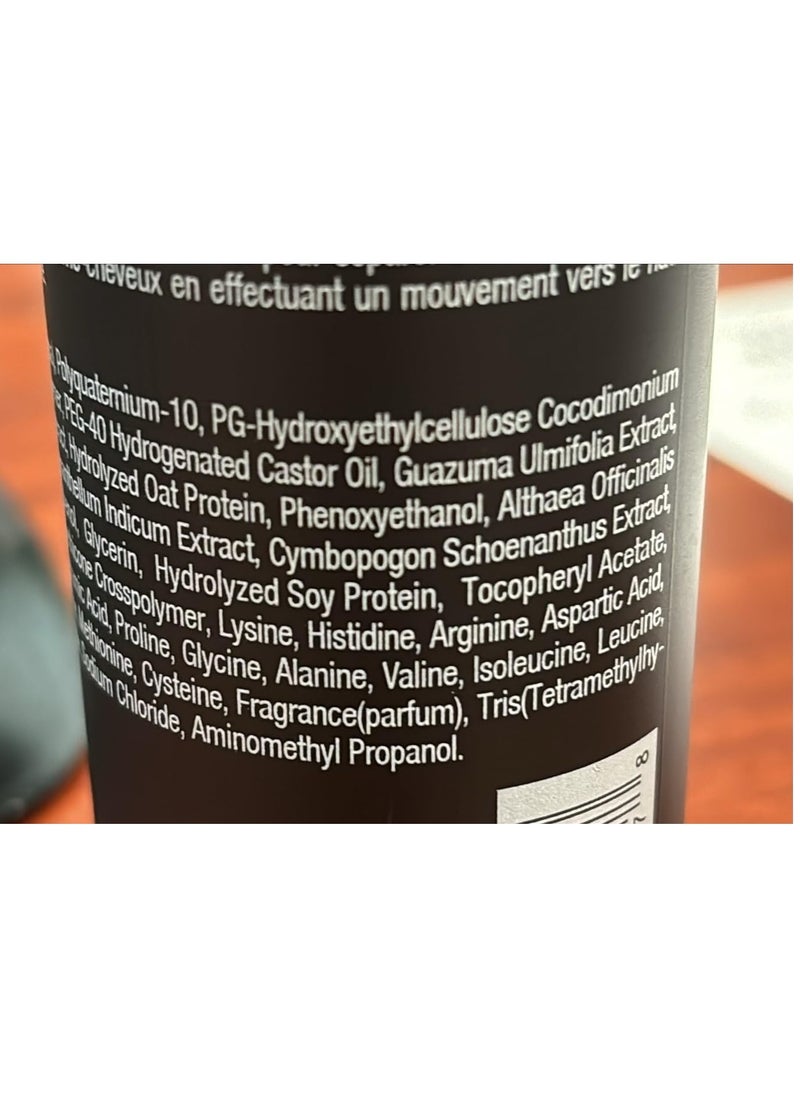 cheveux en effectuant un mouvement vers le
Polyquaternium-10, PG-Hydroxyethylcellulose Cocodimonium
PEG-40 Hydrogenated Castor Oil, Guazuma Ulmifolia Extract,
Hydrolyzed Oat Protein, Phenoxyethanol, Althaea Officinalis
Indicum Extract, Cymbopogon Schoenanthus Extract,
Glycerin, Hydrolyzed Soy Protein, Tocopheryl Acetate,
Crosspolymer, Lysine, Histidine, Arginine, Aspartic Acid,
Acid, Proline, Glycine, Alanine, Valine, Isoleucine, Leucine,
Methionine, Cysteine, Fragrance(parfum), Tris(Tetramethylhy-
Sodium Chloride, Aminomethyl Propanol.
8